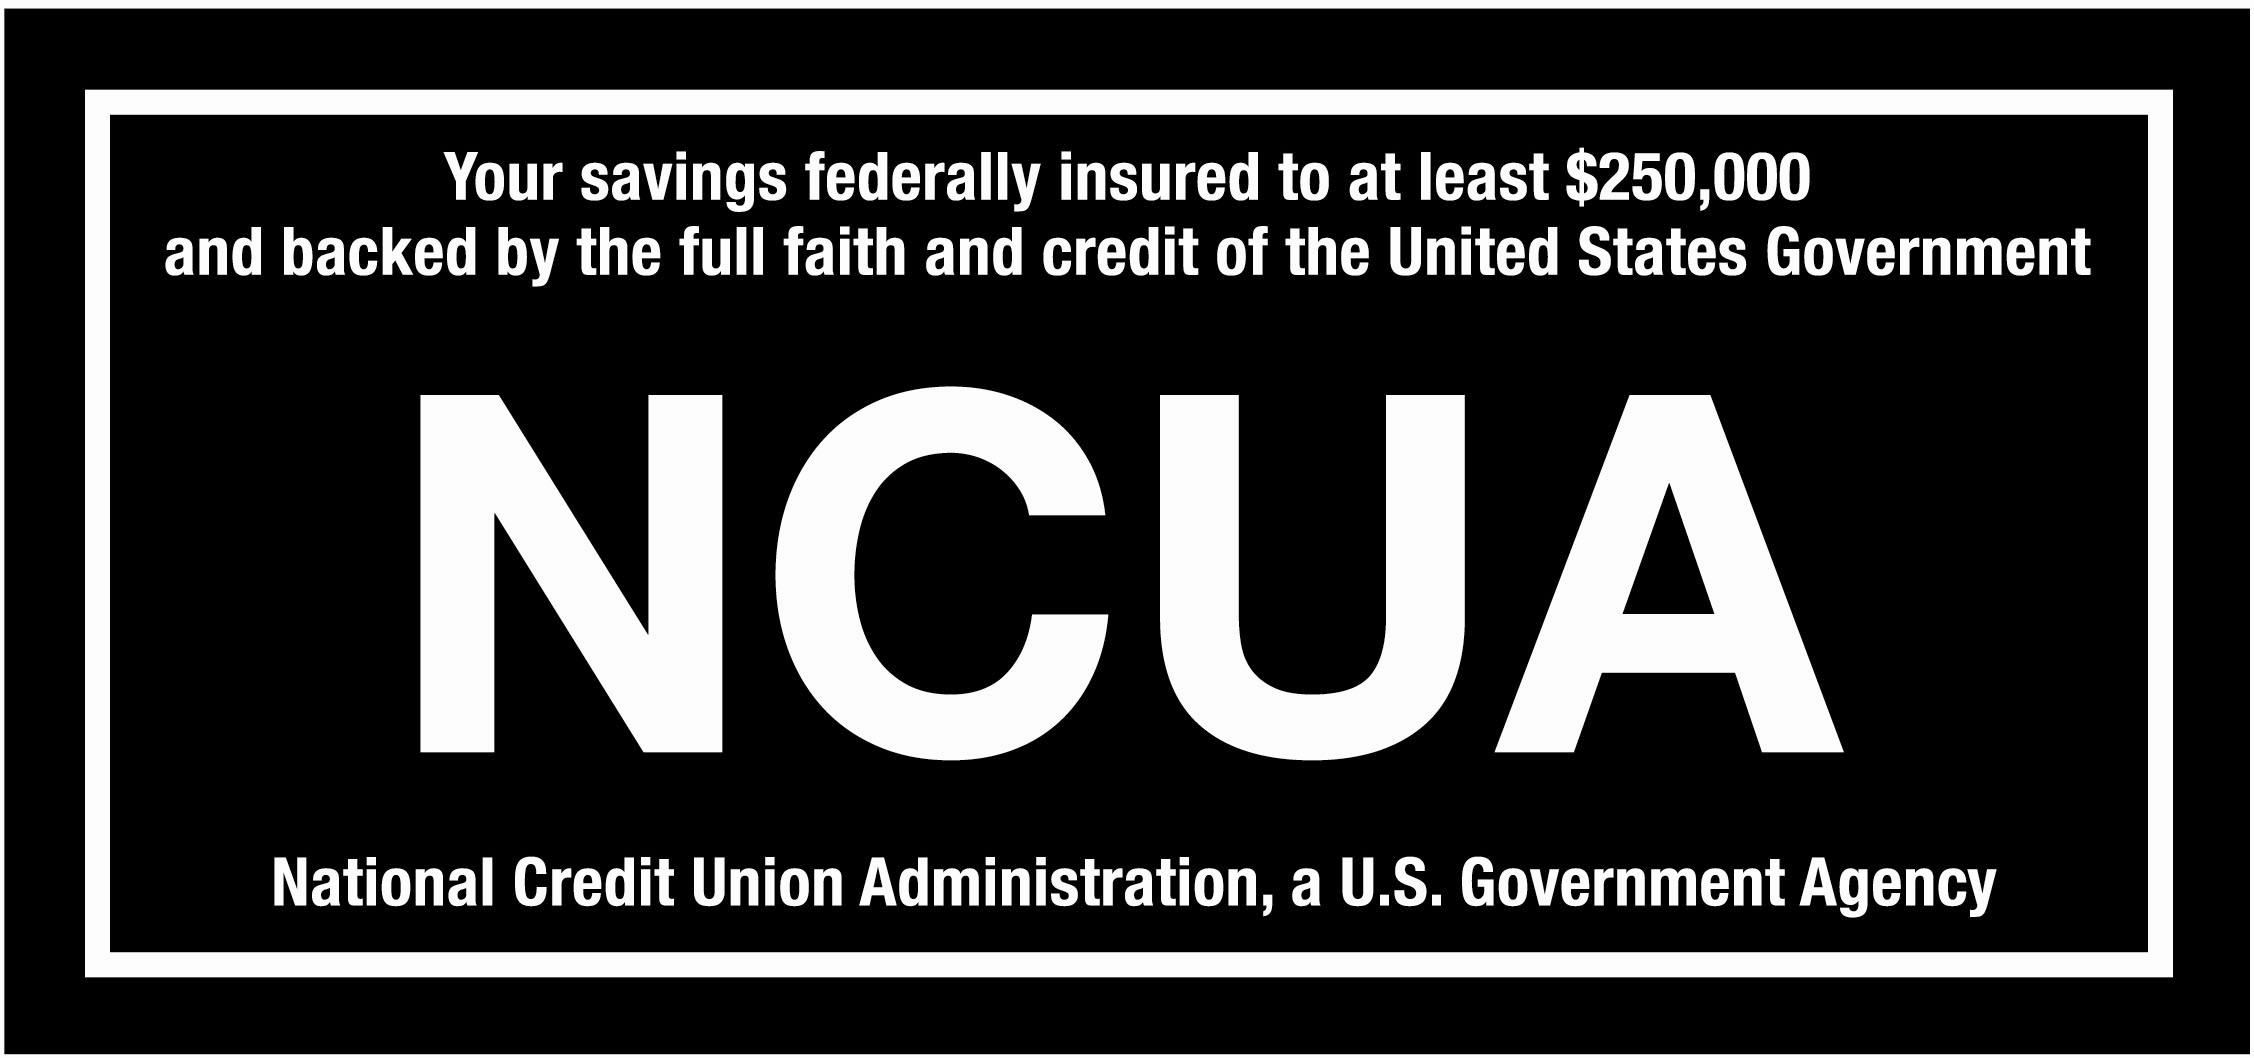 Your savings federally insured to at least $250,000
and backed by the full faith and credit of the United States Government
NCUA
National Credit Union Administration, a U.S. Government Agency